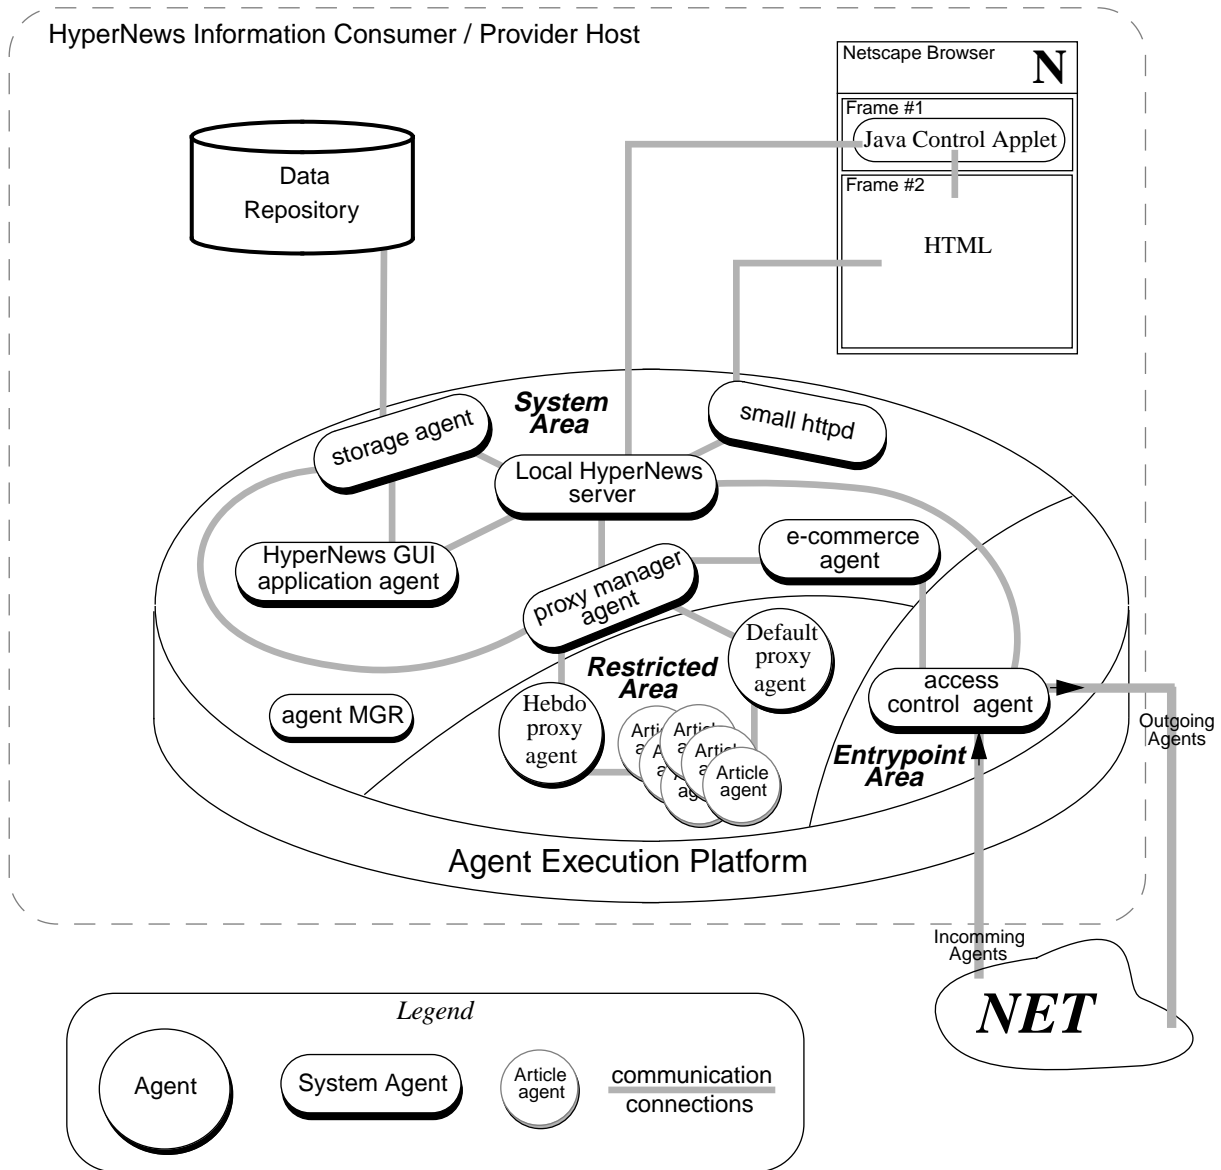 HyperNews Information Consumer / Provider Host
Netscape Browser
N
Frame #1
Java Control Applet
Frame #2
HTML
Data
Repository
System
Area
storage agent
small httpd
Local HyperNews
server
HyperNews GUI
application agent
e-commerce
agent
proxy manager
agent
Default
proxy
agent
Restricted
Area
access
control agent
agent MGR
Hebdo
proxy
agent
Outgoing
Agents
Entrypoint
Area
Article
agent
Agent Execution Platform
Incomming
Agents
NET
Legend
Agent
System Agent
Article
agent
communication
connections